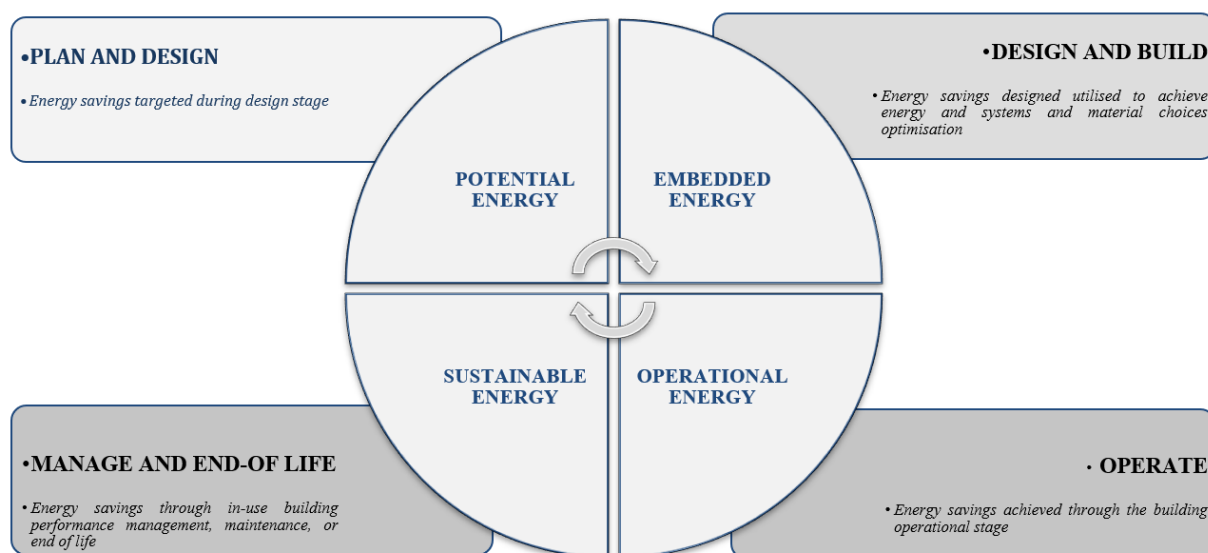 •PLAN AND DESIGN
•Energy savings targeted during design stage
•DESIGN AND BUILD
•Energy savings designed utilised to achieve
energy and systems and material choices
optimisation
POTENTIAL
ENERGY
EMBEDDED
ENERGY
SUSTAINABLE
ENERGY
OPERATIONAL
ENERGY
•MANAGE AND END-OF LIFE
•Energy savings through in-use building
performance management, maintenance, or
end of life
• OPERATE
•Energy savings achieved through the building
operational stage